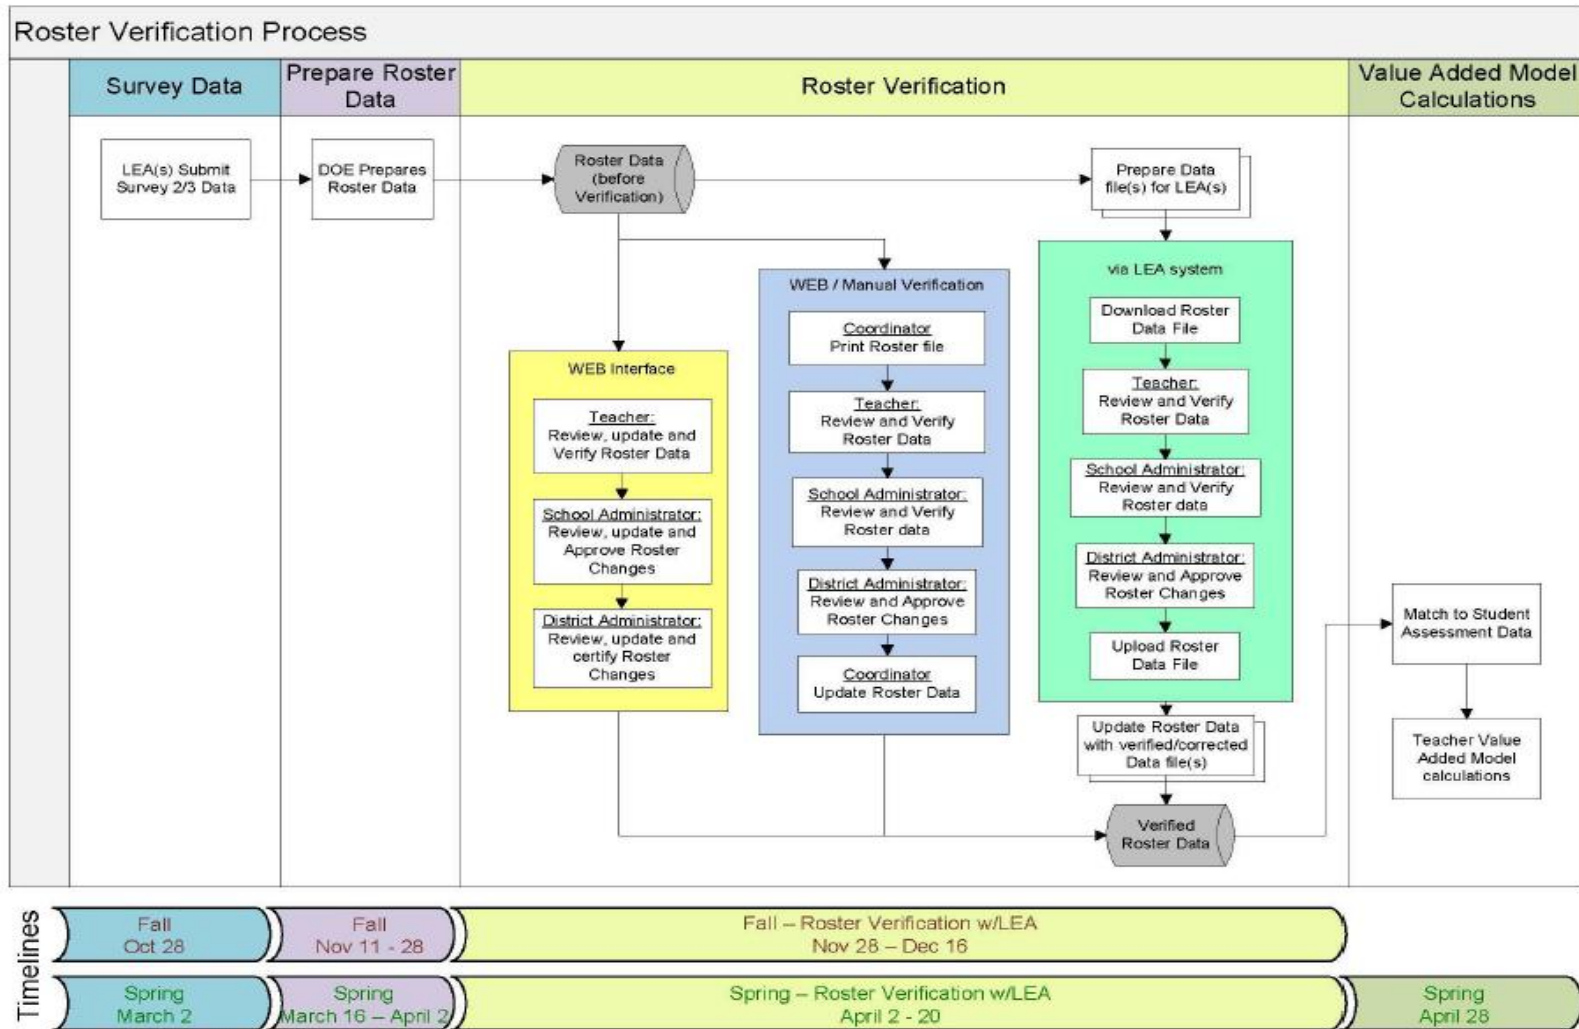 Roster Verification Process
Survey Data
Prepare Roster
Data
Roster Verification
Value Added Model
Calculations
LEA(s) Submit
Survey 2/3 Data
DOE Prepares
Roster Data
Roster Data
(before
Verification)
Prepare Data
file(s) for LEA(s)
WEB Interface
Teacher:
Review, update and
Verify Roster Data
School Administrator:
Review, update and
Approve Roster
Changes
District Administrator:
Review, update and
certify Roster
Changes
WEB / Manual Verification
Coordinator
Print Roster file
Teacher:
Review and Verify
Roster Data
School Administrator:
Review and Verify
Roster data
District Administrator:
Review and Approve
Roster Changes
Coordinator
Update Roster Data
via LEA system
Download Roster
Data File
Teacher:
Review and Verify
Roster Data
School Administrator:
Review and Verify
Roster data
District Administrator:
Review and Approve
Roster Changes
Upload Roster
Data File
Update Roster Data
with verified/corrected
Data file(s)
Verified
Roster Data
Match to Student
Assessment Data
Teacher Value
Added Model
calculations
Timelines
Fall
Oct 28
Fall
Nov 11 - 28
Fall – Roster Verification w/LEA
Nov 28 – Dec 16
Spring
March 2
Spring
March 16 – April 2
Spring – Roster Verification w/LEA
April 2 - 20
Spring
April 28